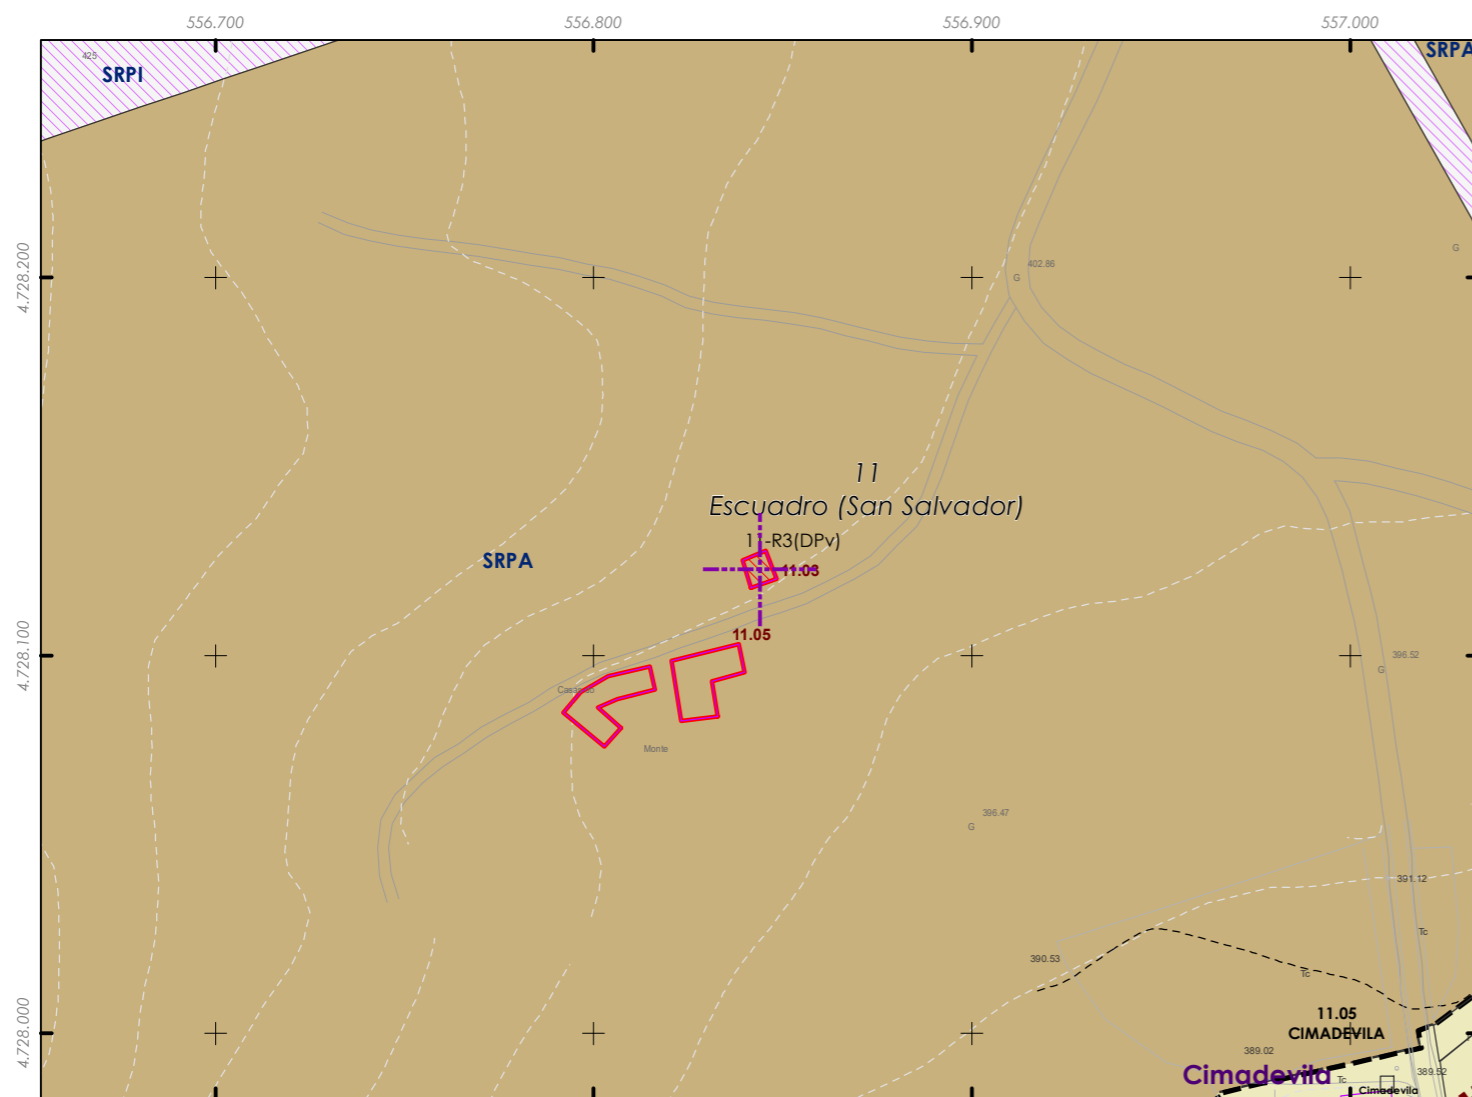 556.700
556.800
556.900
557.000
425
SRPI
SRPA
4.728.200
G
402.86
G
11
Escuadro (San Salvador)
11-R3(DPv)
SRPA
11.03
11.05
4.728.100
396.52
G
Monte
396.47
G
391.12
Tc
390.53
Tc
11.05
CIMADEVILA
4.728.000
389.02
Cimadevila
Tc
389.52
Cimadevila